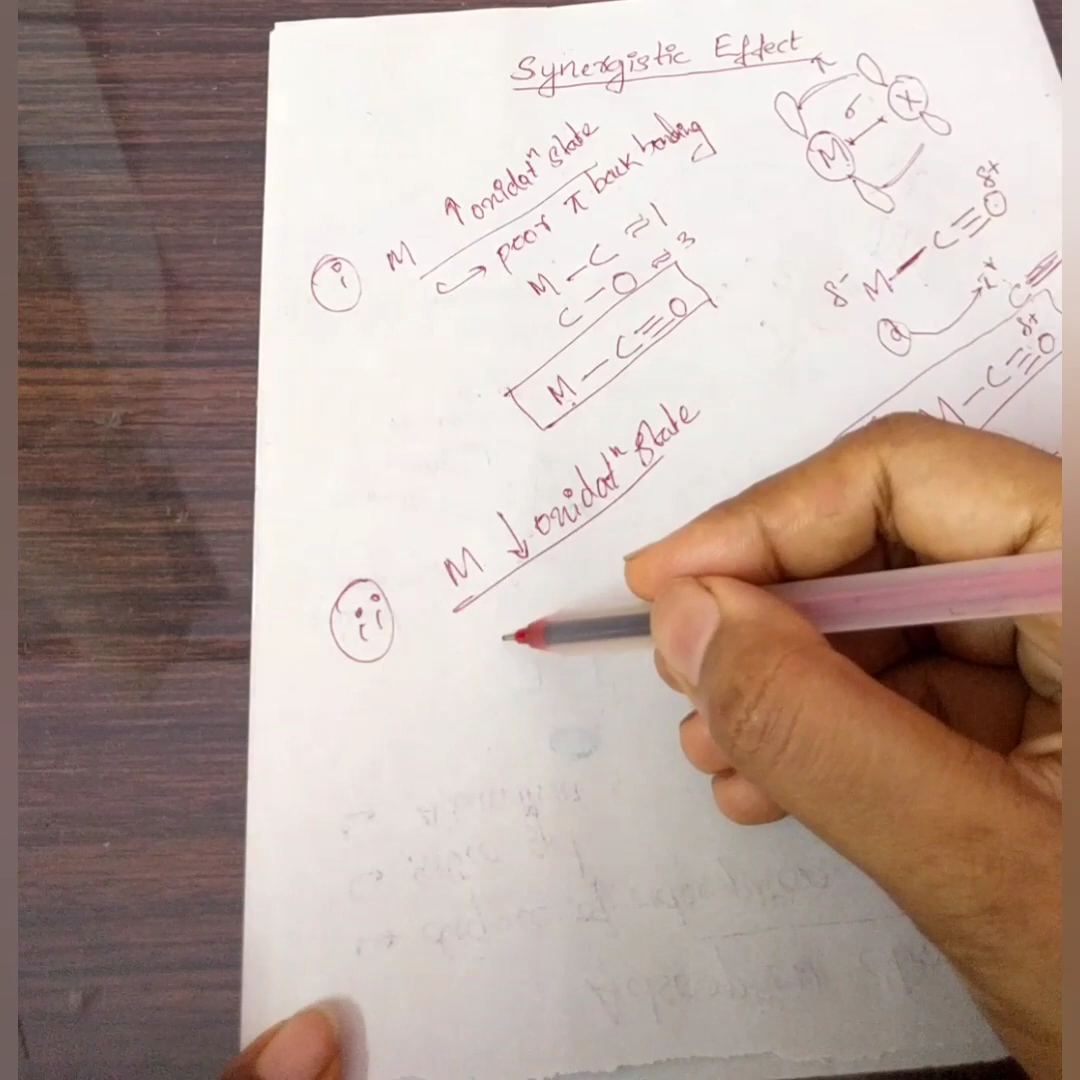 Synergistic Effect
π
σ
M
X
(i) M ↑ oxidatⁿ state
↳ poor π back bonding
M–C ≈ 1
C–O ≈ 3
M–C≡O
δ- M–C≡O δ+
d → π*
M–C≡O δ+
(ii) M ↓ oxidatⁿ state